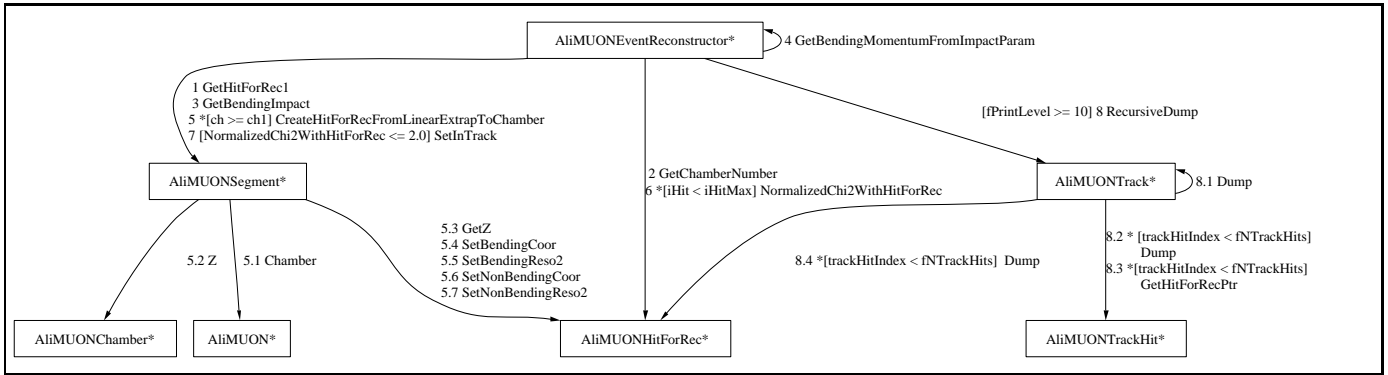 AliMUONEventReconstructor*
4 GetBendingMomentumFromImpactParam
1 GetHitForRec1
3 GetBendingImpact
5 *[ch >= ch1] CreateHitForRecFromLinearExtrapToChamber
7 [NormalizedChi2WithHitForRec <= 2.0] SetInTrack
[fPrintLevel >= 10] 8 RecursiveDump
2 GetChamberNumber
6 *[iHit < iHitMax] NormalizedChi2WithHitForRec
AliMUONSegment*
AliMUONTrack*
8.1 Dump
5.2 Z
5.1 Chamber
5.3 GetZ
5.4 SetBendingCoor
5.5 SetBendingReso2
5.6 SetNonBendingCoor
5.7 SetNonBendingReso2
8.4 *[trackHitIndex < fNTrackHits] Dump
8.2 * [trackHitIndex < fNTrackHits]
Dump
8.3 *[trackHitIndex < fNTrackHits]
GetHitForRecPtr
AliMUONChamber*
AliMUON*
AliMUONHitForRec*
AliMUONTrackHit*